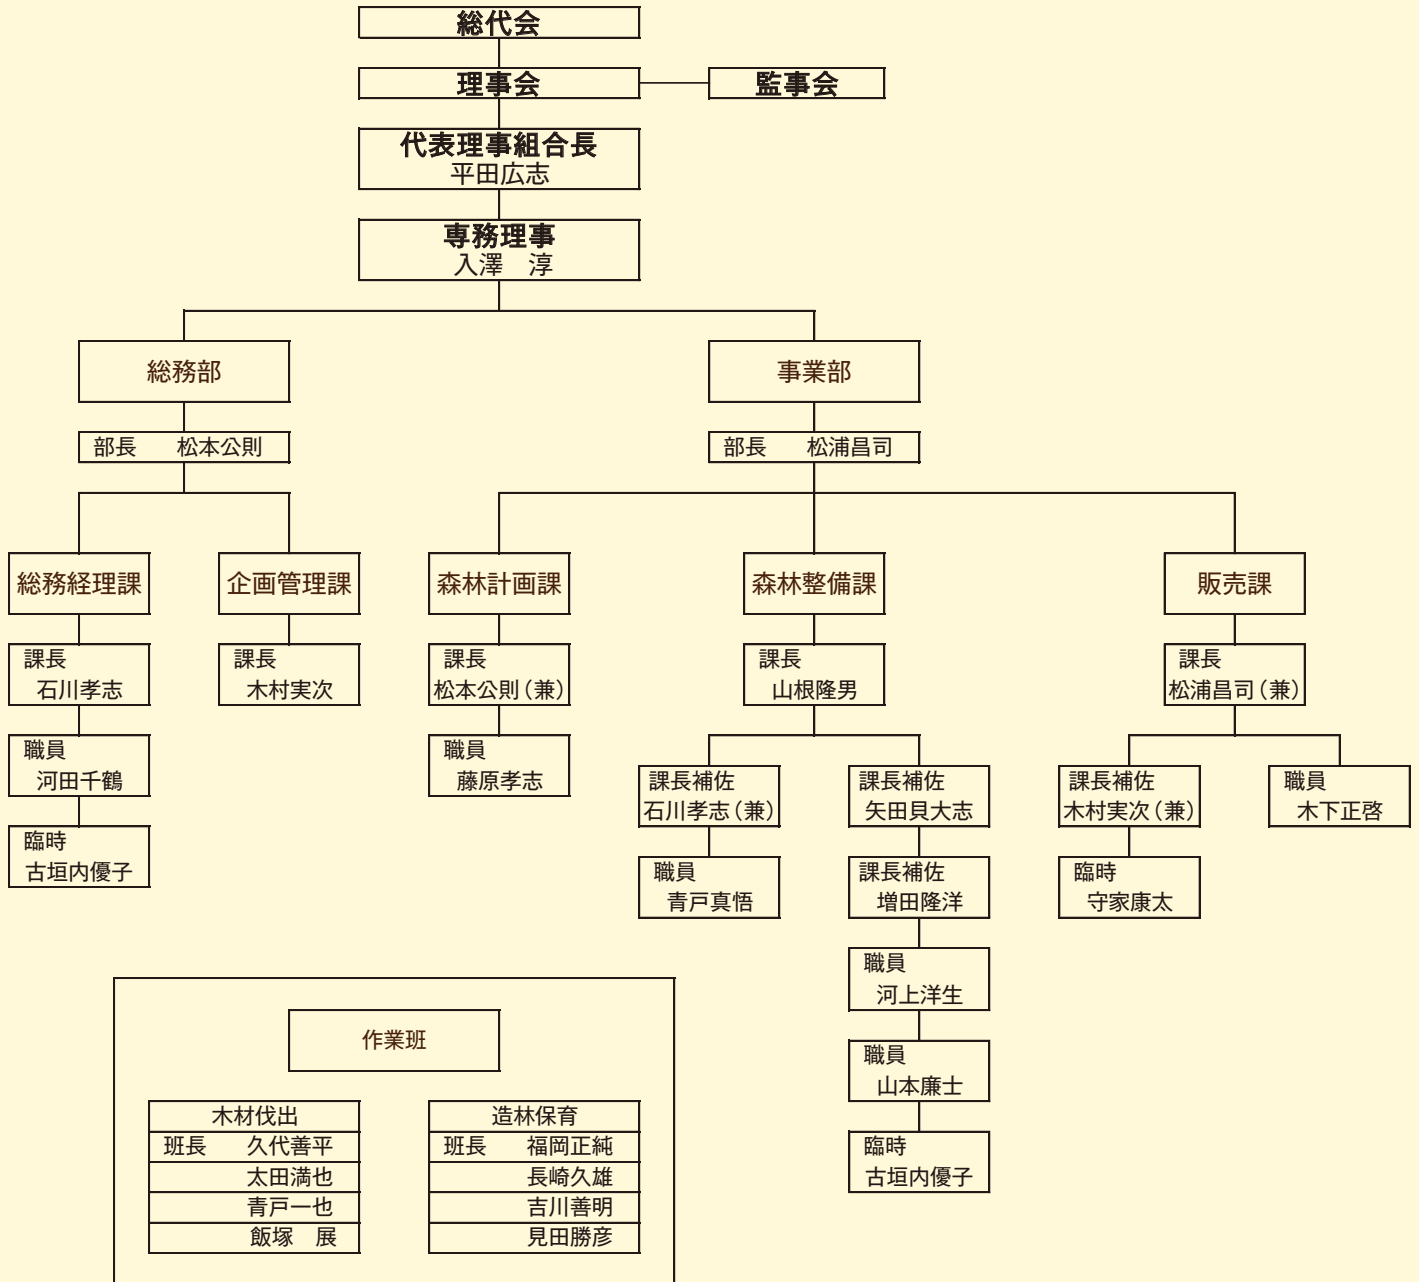 総代会
理事会
監事会
代表理事組合長
平田広志
専務理事
入澤　淳
総務部
事業部
部長　松本公則
部長　松浦昌司
総務経理課
企画管理課
森林計画課
森林整備課
販売課
課長
石川孝志
課長
木村実次
課長
松本公則（兼）
課長
山根隆男
課長
松浦昌司（兼）
職員
河田千鶴
職員
藤原孝志
課長補佐
石川孝志（兼）
課長補佐
矢田貝大志
課長補佐
木村実次（兼）
職員
木下正啓
臨時
古垣内優子
職員
青戸真悟
課長補佐
増田隆洋
臨時
守家康太
職員
河上洋生
職員
山本廉士
臨時
古垣内優子
作業班
木材伐出
班長　久代善平
太田満也
青戸一也
飯塚　展
造林保育
班長　福岡正純
長崎久雄
吉川善明
見田勝彦